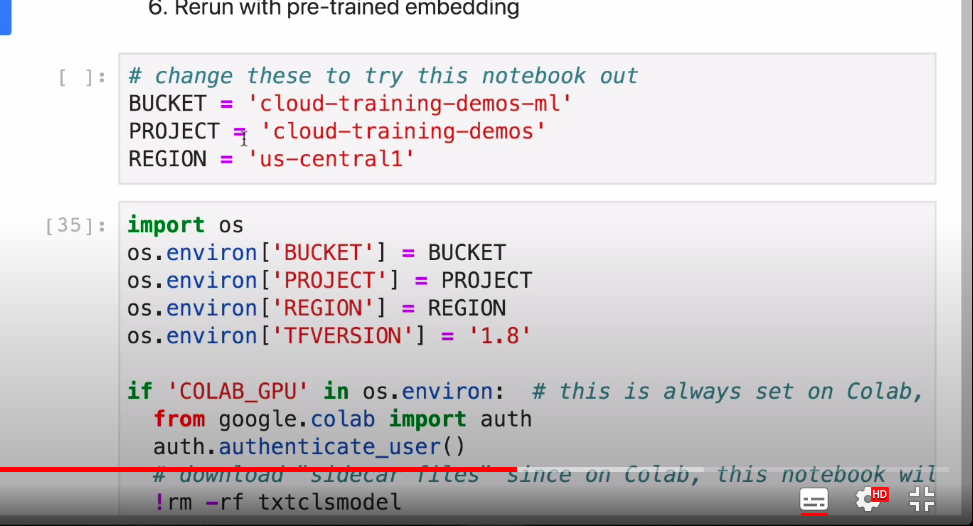 6. Rerun with pre-trained embedding
[ ]: # change these to try this notebook out
BUCKET = 'cloud-training-demos-ml'
PROJECT = 'cloud-training-demos'
REGION = 'us-central1'
[35]: import os
os.environ['BUCKET'] = BUCKET
os.environ['PROJECT'] = PROJECT
os.environ['REGION'] = REGION
os.environ['TFVERSION'] = '1.8'
if 'COLAB_GPU' in os.environ:  # this is always set on Colab,
  from google.colab import auth
  auth.authenticate_user()
  # download "sidecar files" since on Colab, this notebook wil
  !rm -rf txtclsmodel
HD